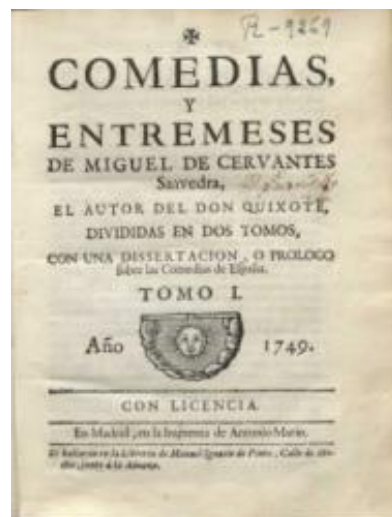 R-9269
COMEDIAS,
Y
ENTREMESES
DE MIGUEL DE CERVANTES
Saavedra,
EL AUTOR DEL DON QUIXOTE,
DIVIDIDAS EN DOS TOMOS,
CON UNA DISSERTACION, O PROLOGO
sobre las Comedias de España.
TOMO I.
Año 1749.
CON LICENCIA.
En Madrid, en la Imprenta de Antonio Marin.
Se hallarán en la Libreria de Manuel Ignacio de Pinto, Calle de
junto à la Aduana.